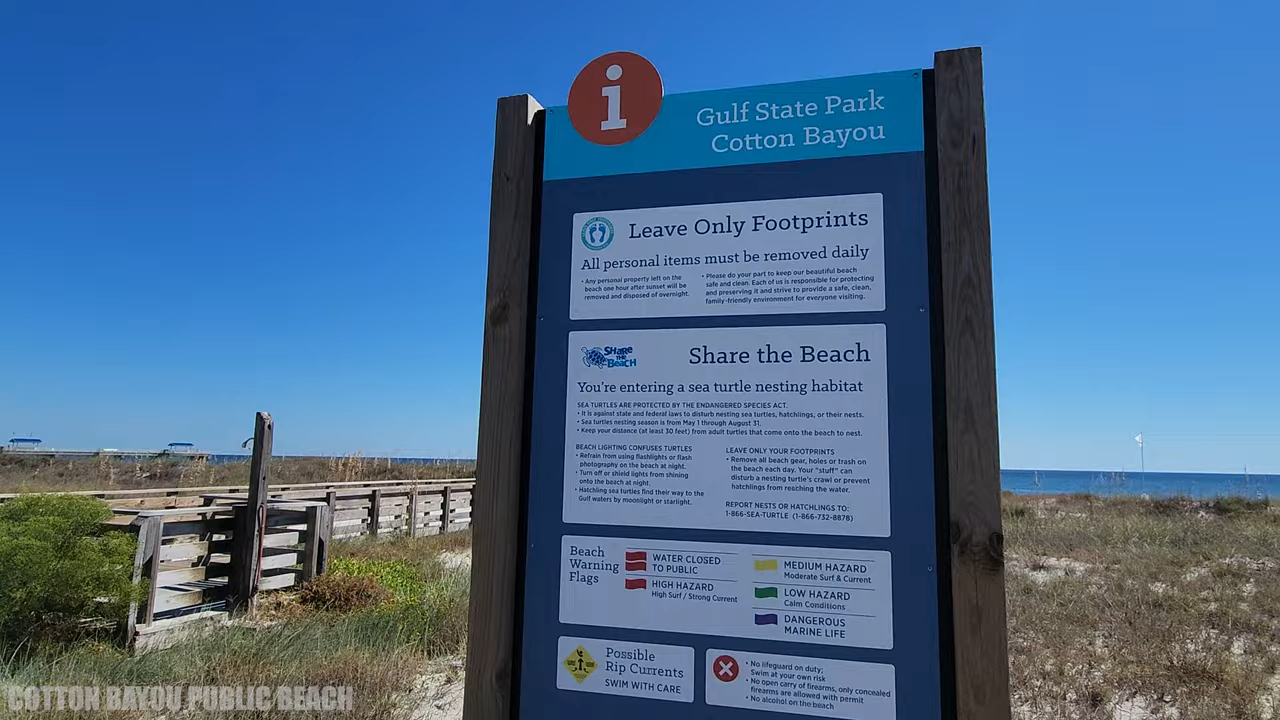 i
Gulf State Park
Cotton Bayou
Leave Only Footprints
All personal items must be removed daily
• Any personal property left on the
beach one hour after sunset will be
removed and disposed of overnight.
• Please do your part to keep our beautiful beach
safe and clean. Each of us is responsible for protecting
and preserving it and strive to provide a safe, clean,
family-friendly environment for everyone visiting.
SHARE
THE
BEACH
Share the Beach
You're entering a sea turtle nesting habitat
SEA TURTLES ARE PROTECTED BY THE ENDANGERED SPECIES ACT.
• It is against state and federal laws to disturb nesting sea turtles, hatchlings, or their nests.
• Sea turtles nesting season is from May 1 through August 31.
• Keep your distance (at least 30 feet) from adult turtles that come onto the beach to nest.
BEACH LIGHTING CONFUSES TURTLES
• Refrain from using flashlights or flash
photography on the beach at night.
• Turn off or shield lights from shining
onto the beach at night.
• Hatchling sea turtles find their way to the
Gulf waters by moonlight or starlight.
LEAVE ONLY YOUR FOOTPRINTS
• Remove all beach gear, holes or trash on
the beach each day. Your "stuff" can
disturb a nesting turtle's crawl or prevent
hatchlings from reaching the water.
REPORT NESTS OR HATCHLINGS TO:
1-866-SEA-TURTLE (1-866-732-8878)
Beach
Warning
Flags
WATER CLOSED
TO PUBLIC
HIGH HAZARD
High Surf / Strong Current
MEDIUM HAZARD
Moderate Surf & Current
LOW HAZARD
Calm Conditions
DANGEROUS
MARINE LIFE
Possible
Rip Currents
SWIM WITH CARE
• No lifeguard on duty;
Swim at your own risk
• No open carry of firearms, only concealed
firearms are allowed with permit
• No alcohol on the beach
COTTON BAYOU PUBLIC BEACH